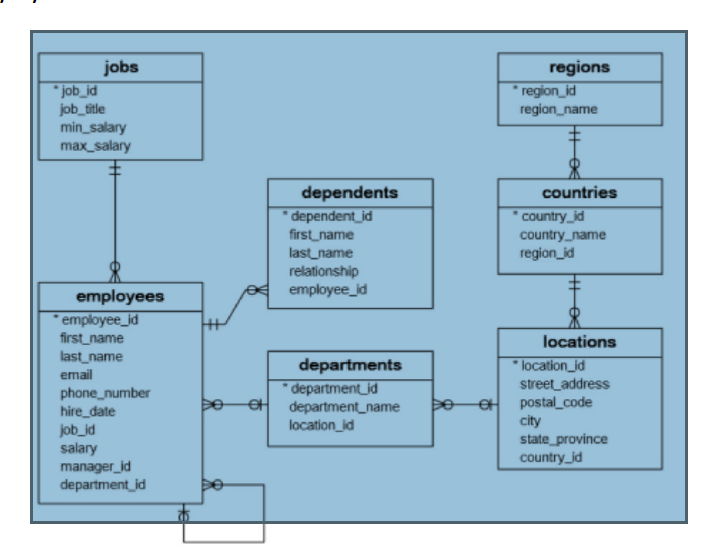 jobs
* job_id
job_title
min_salary
max_salary
regions
* region_id
region_name
dependents
* dependent_id
first_name
last_name
relationship
employee_id
countries
* country_id
country_name
region_id
employees
* employee_id
first_name
last_name
email
phone_number
hire_date
job_id
salary
manager_id
department_id
departments
* department_id
department_name
location_id
locations
* location_id
street_address
postal_code
city
state_province
country_id